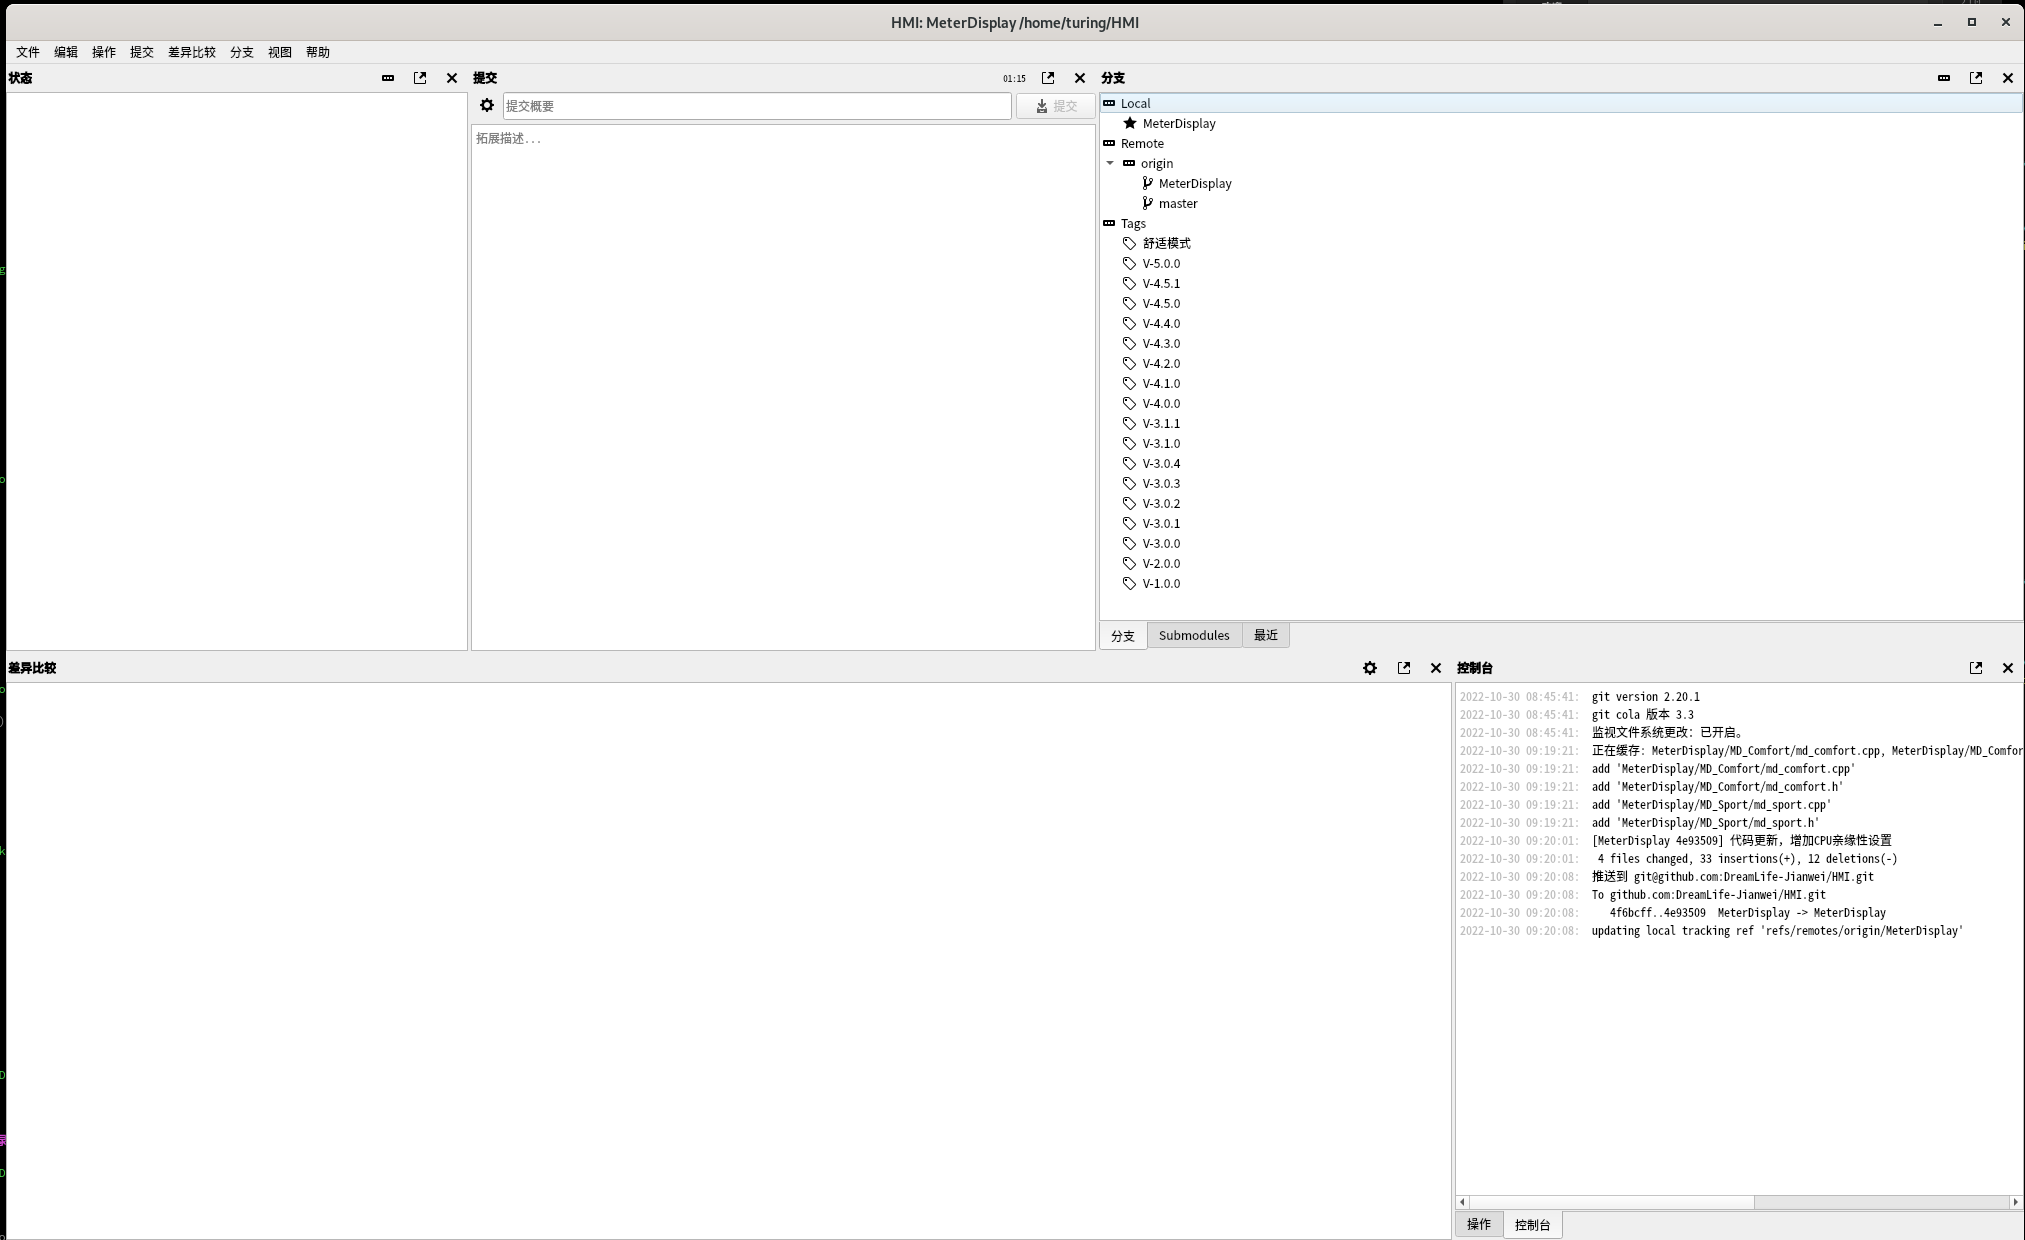 HMI: MeterDisplay /home/turing/HMI
文件 编辑 操作 提交 差异比较 分支 视图 帮助
状态
提交
01:15
提交概要
提交
拓展描述...
分支
Local
MeterDisplay
Remote
origin
MeterDisplay
master
Tags
舒适模式
V-5.0.0
V-4.5.1
V-4.5.0
V-4.4.0
V-4.3.0
V-4.2.0
V-4.1.0
V-4.0.0
V-3.1.1
V-3.1.0
V-3.0.4
V-3.0.3
V-3.0.2
V-3.0.1
V-3.0.0
V-2.0.0
V-1.0.0
分支 Submodules 最近
差异比较
控制台
2022-10-30 08:45:41: git version 2.20.1
2022-10-30 08:45:41: git cola 版本 3.3
2022-10-30 08:45:41: 监视文件系统更改：已开启。
2022-10-30 09:19:21: 正在缓存: MeterDisplay/MD_Comfort/md_comfort.cpp, MeterDisplay/MD_Comfor
2022-10-30 09:19:21: add 'MeterDisplay/MD_Comfort/md_comfort.cpp'
2022-10-30 09:19:21: add 'MeterDisplay/MD_Comfort/md_comfort.h'
2022-10-30 09:19:21: add 'MeterDisplay/MD_Sport/md_sport.cpp'
2022-10-30 09:19:21: add 'MeterDisplay/MD_Sport/md_sport.h'
2022-10-30 09:20:01: [MeterDisplay 4e93509] 代码更新，增加CPU亲缘性设置
2022-10-30 09:20:01: 4 files changed, 33 insertions(+), 12 deletions(-)
2022-10-30 09:20:08: 推送到 git@github.com:DreamLife-Jianwei/HMI.git
2022-10-30 09:20:08: To github.com:DreamLife-Jianwei/HMI.git
2022-10-30 09:20:08: 4f6bcff..4e93509 MeterDisplay -> MeterDisplay
2022-10-30 09:20:08: updating local tracking ref 'refs/remotes/origin/MeterDisplay'
操作 控制台